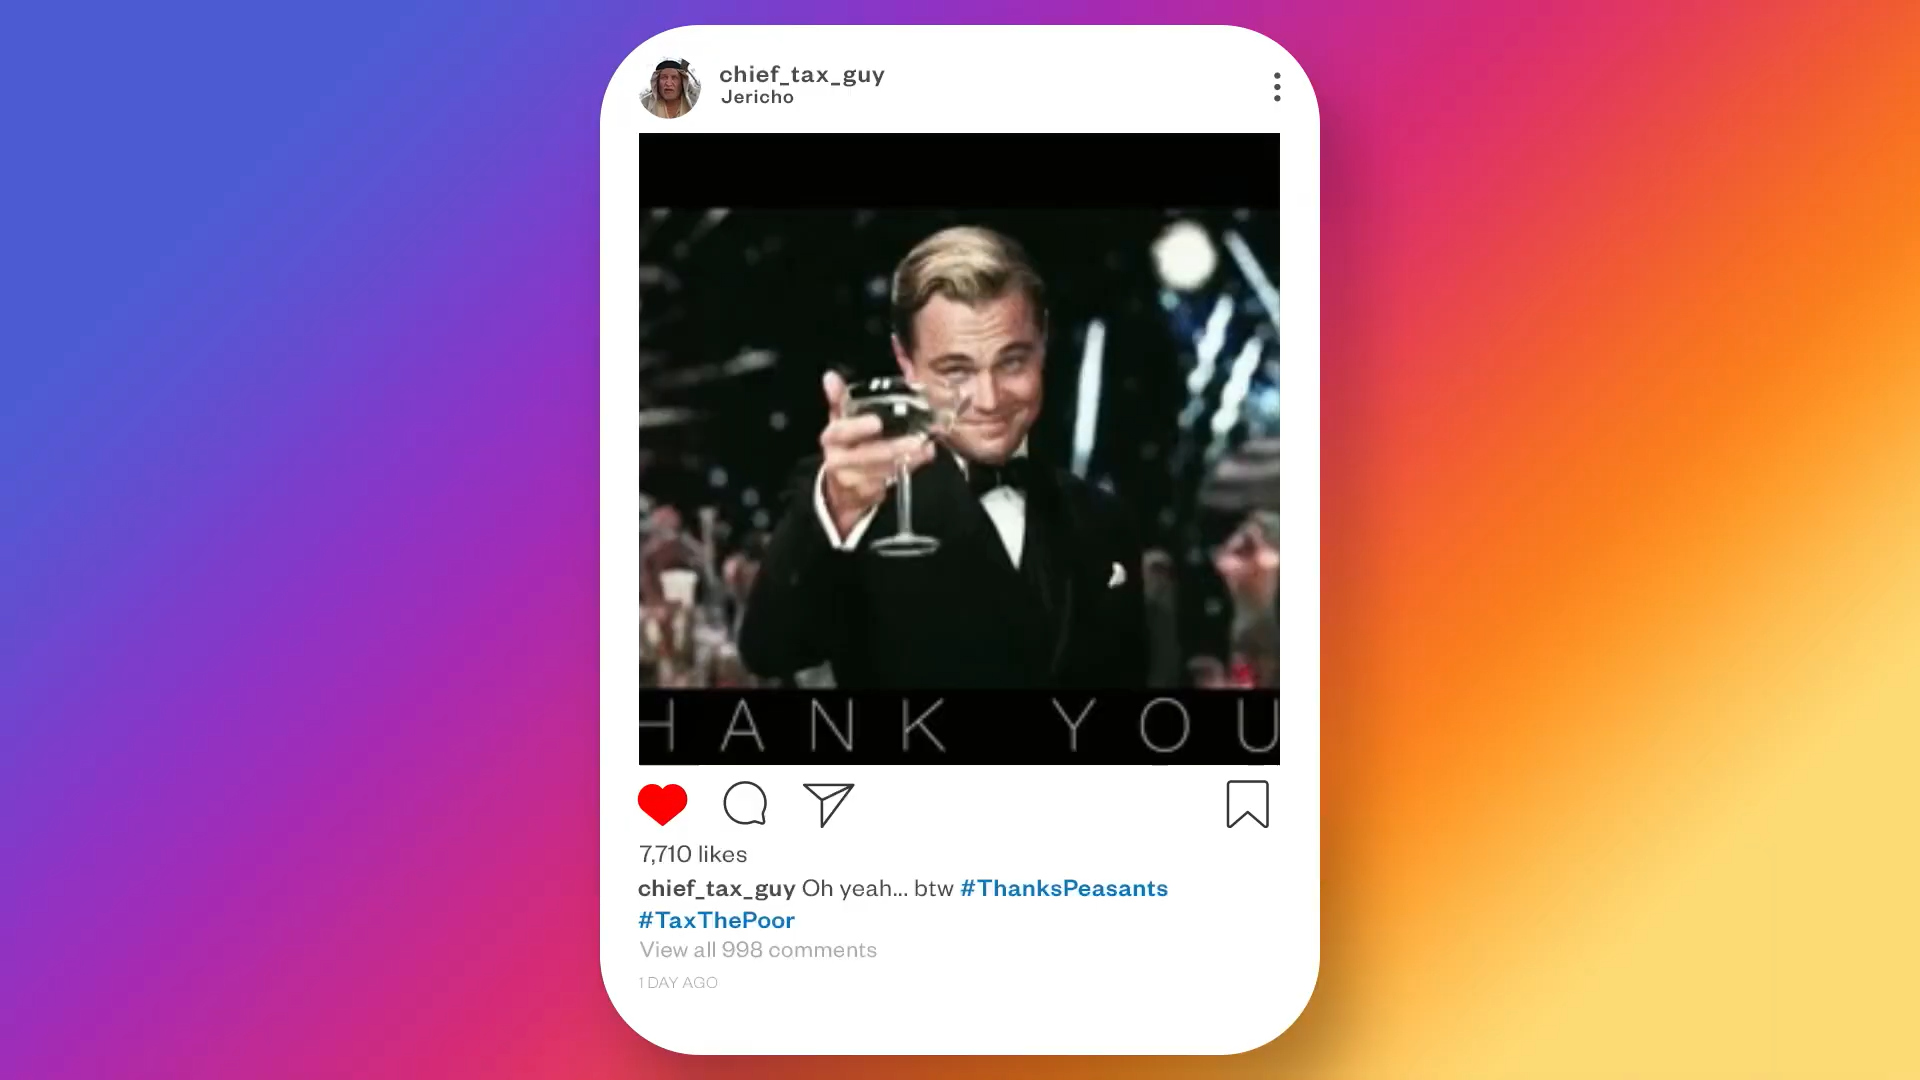 chief_tax_guy
Jericho
HANK YOU
7,710 likes
chief_tax_guy Oh yeah... btw #ThanksPeasants
#TaxThePoor
View all 998 comments
1 DAY AGO